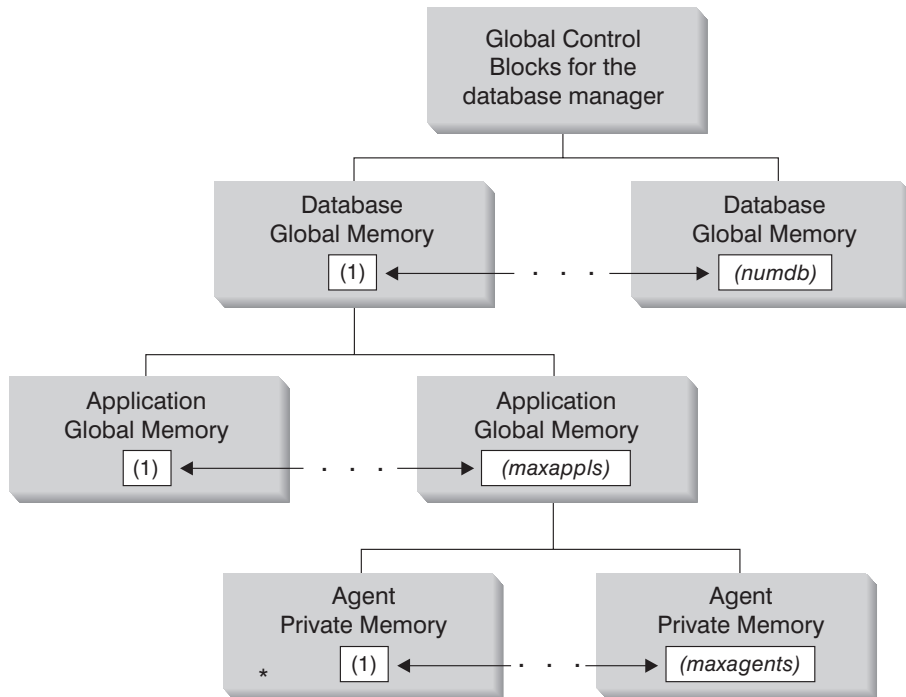 Global Control
Blocks for the
database manager
Database
Global Memory
(1)
. . .
Database
Global Memory
(numdb)
Application
Global Memory
(1)
. . .
Application
Global Memory
(maxappls)
Agent
Private Memory
* (1)
. . .
Agent
Private Memory
(maxagents)